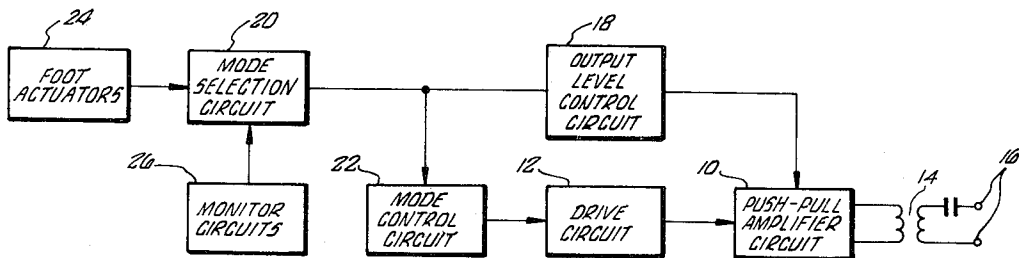 24
FOOT
ACTUATORS
20
MODE
SELECTION
CIRCUIT
18
OUTPUT
LEVEL
CONTROL
CIRCUIT
26
MONITOR
CIRCUITS
22
MODE
CONTROL
CIRCUIT
12
DRIVE
CIRCUIT
10
PUSH-PULL
AMPLIFIER
CIRCUIT
14
16